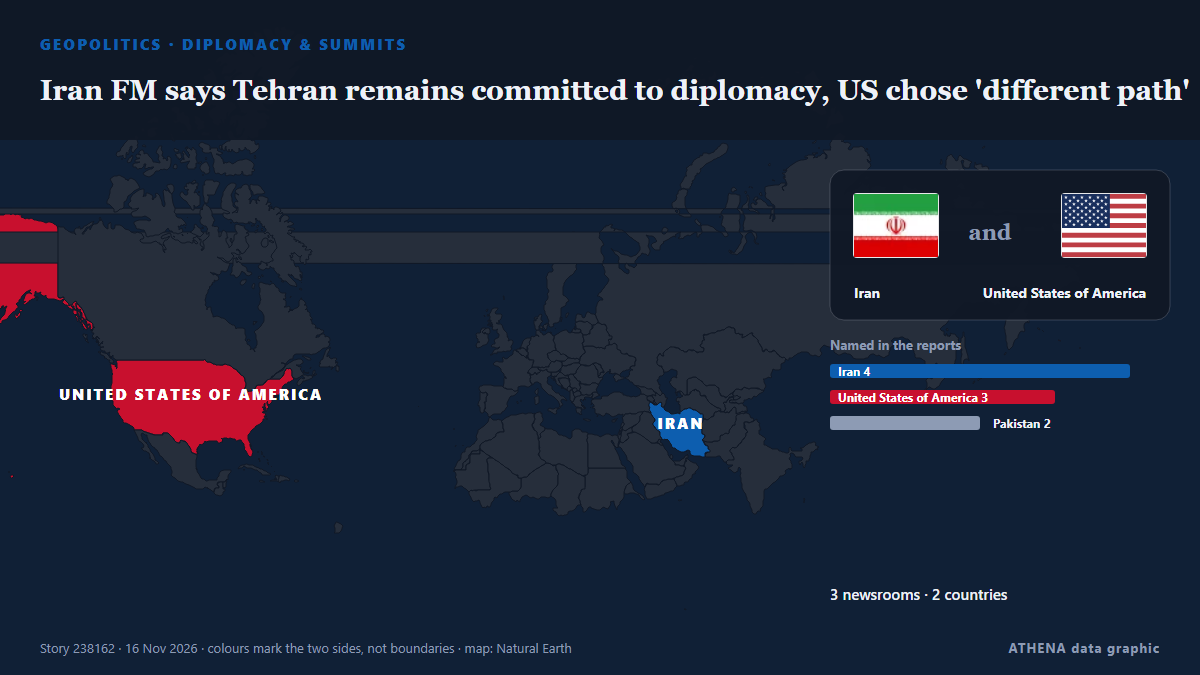 GEOPOLITICS · DIPLOMACY & SUMMITS
Iran FM says Tehran remains committed to diplomacy, US chose 'different path'
and
Iran
United States of America
Named in the reports
Iran 4
United States of America 3
Pakistan 2
UNITED STATES OF AMERICA
IRAN
3 newsrooms · 2 countries
Story 238162 · 16 Nov 2026 · colours mark the two sides, not boundaries · map: Natural Earth
ATHENA data graphic